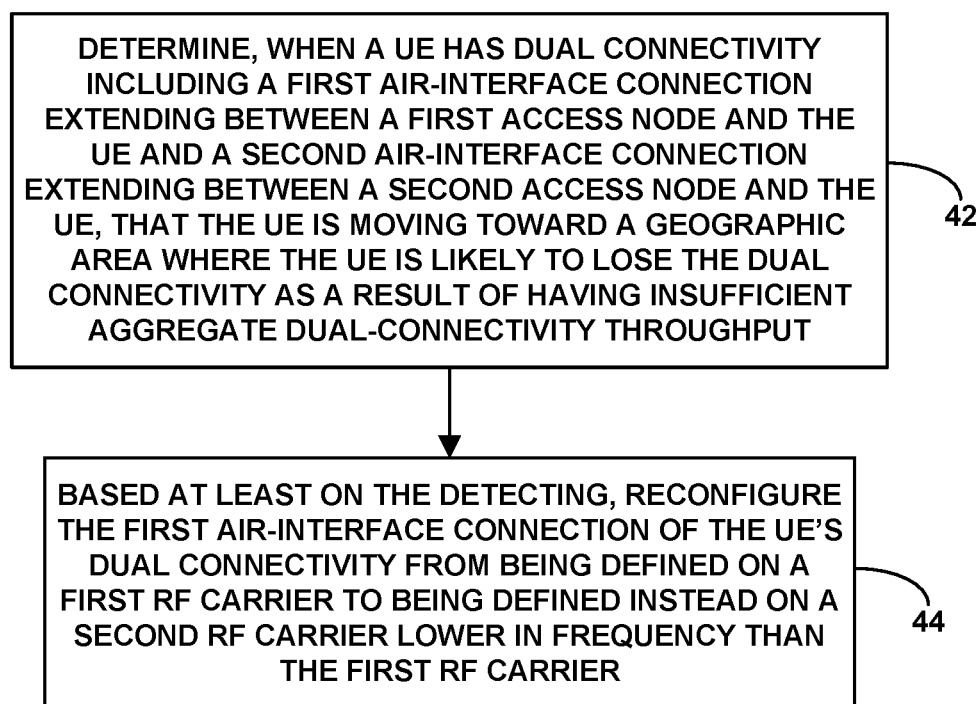 DETERMINE, WHEN A UE HAS DUAL CONNECTIVITY
INCLUDING A FIRST AIR-INTERFACE CONNECTION
EXTENDING BETWEEN A FIRST ACCESS NODE AND THE
UE AND A SECOND AIR-INTERFACE CONNECTION
EXTENDING BETWEEN A SECOND ACCESS NODE AND THE
UE, THAT THE UE IS MOVING TOWARD A GEOGRAPHIC
AREA WHERE THE UE IS LIKELY TO LOSE THE DUAL
CONNECTIVITY AS A RESULT OF HAVING INSUFFICIENT
AGGREGATE DUAL-CONNECTIVITY THROUGHPUT
42
BASED AT LEAST ON THE DETECTING, RECONFIGURE
THE FIRST AIR-INTERFACE CONNECTION OF THE UE'S
DUAL CONNECTIVITY FROM BEING DEFINED ON A
FIRST RF CARRIER TO BEING DEFINED INSTEAD ON A
SECOND RF CARRIER LOWER IN FREQUENCY THAN
THE FIRST RF CARRIER
44